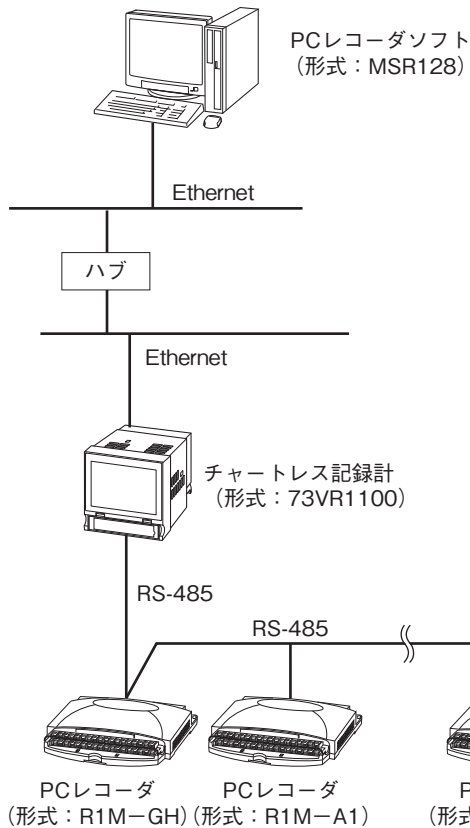 PCレコーダソフト
（形式：MSR128）
Ethernet
ハブ
Ethernet
チャートレス記録計
（形式：73VR1100）
RS-485
RS-485
PCレコーダ
（形式：R1M－GH）
PCレコーダ
（形式：R1M－A1）
P
（形式